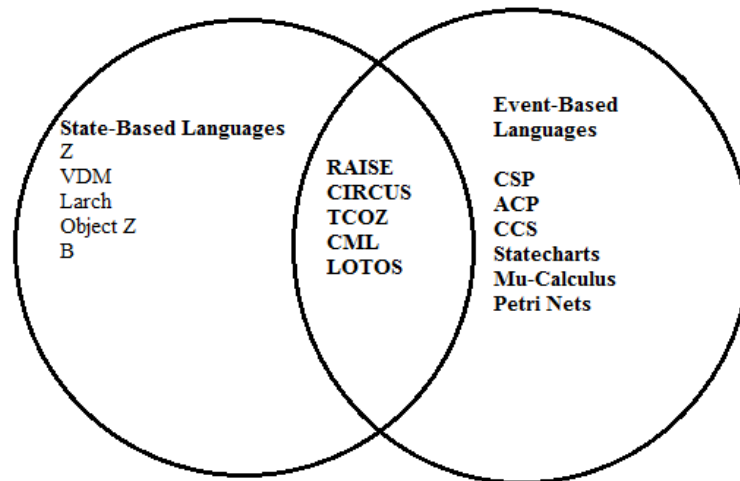 State-Based Languages
Z
VDM
Larch
Object Z
B
RAISE
CIRCUS
TCOZ
CML
LOTOS
Event-Based
Languages
CSP
ACP
CCS
Statecharts
Mu-Calculus
Petri Nets